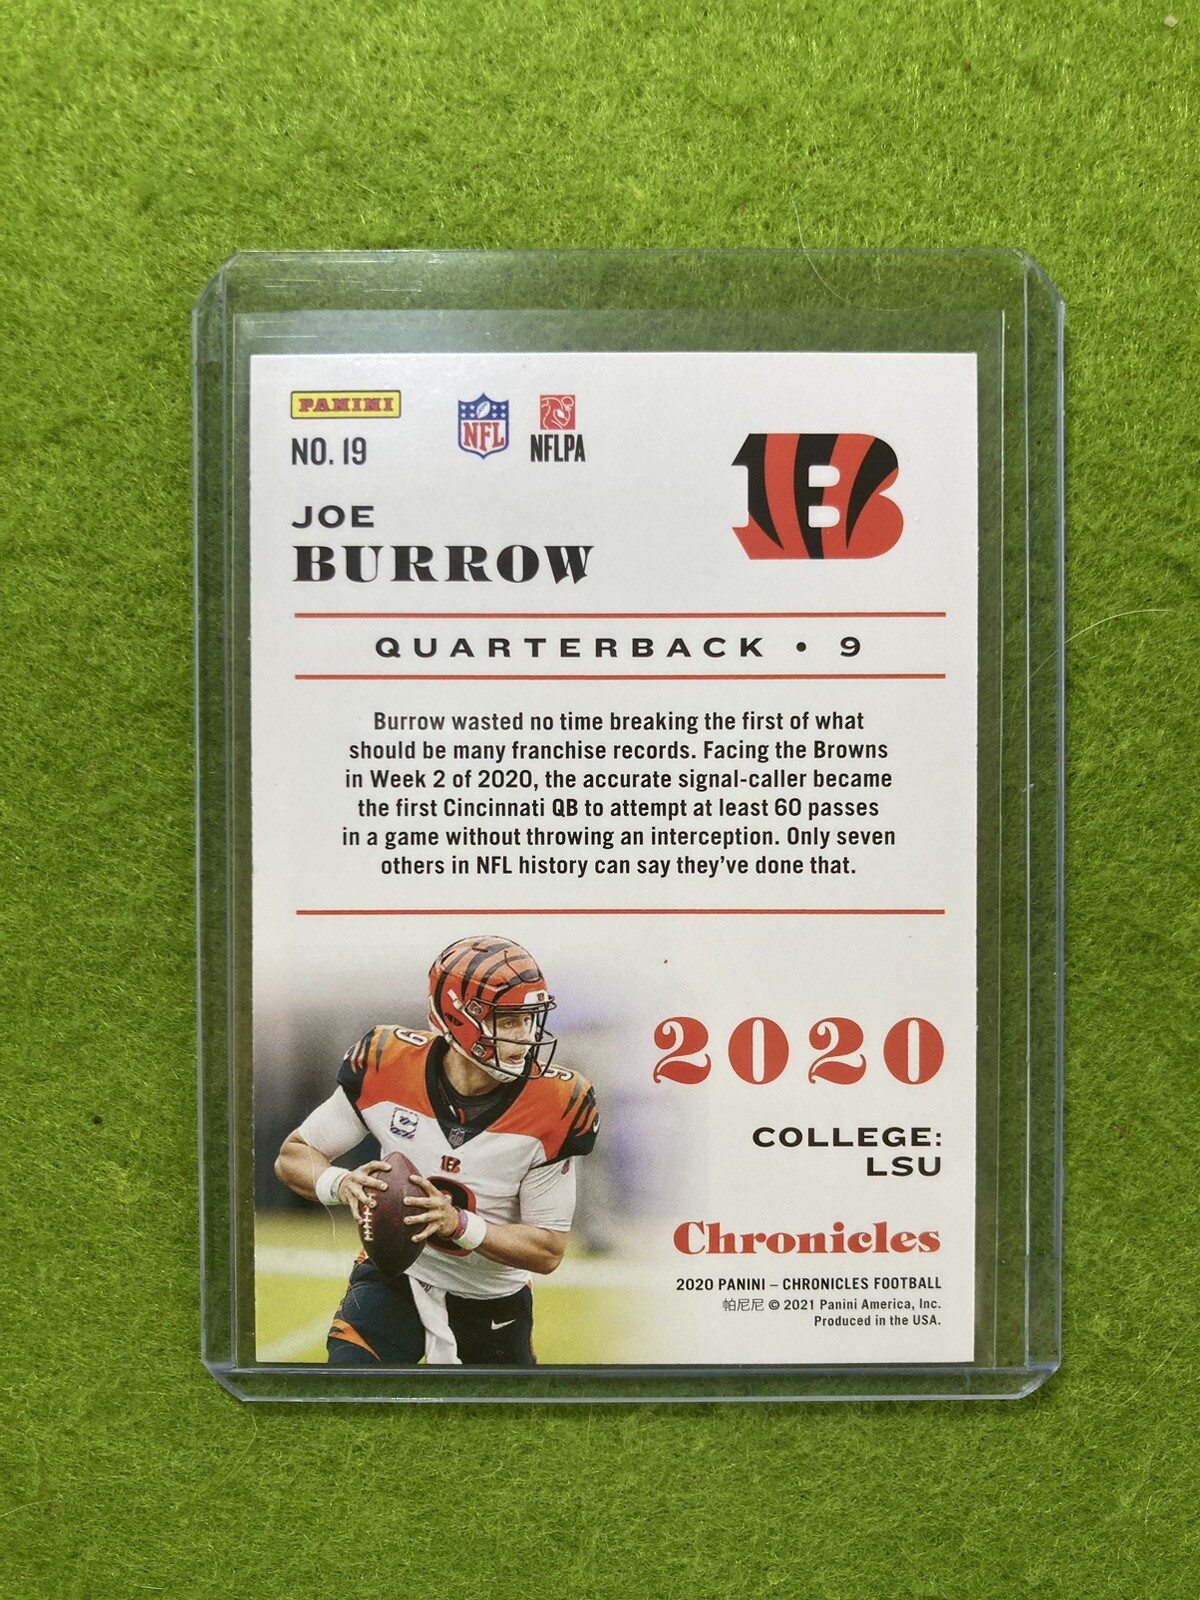 PANINI
NO. 19
NFL
NFLPA
B
JOE
BURROW
QUARTERBACK • 9
Burrow wasted no time breaking the first of what
should be many franchise records. Facing the Browns
in Week 2 of 2020, the accurate signal-caller became
the first Cincinnati QB to attempt at least 60 passes
in a game without throwing an interception. Only seven
others in NFL history can say they've done that.
9
9
B
2020
COLLEGE:
LSU
Chronicles
2020 PANINI – CHRONICLES FOOTBALL
帕尼尼 © 2021 Panini America, Inc.
Produced in the USA.